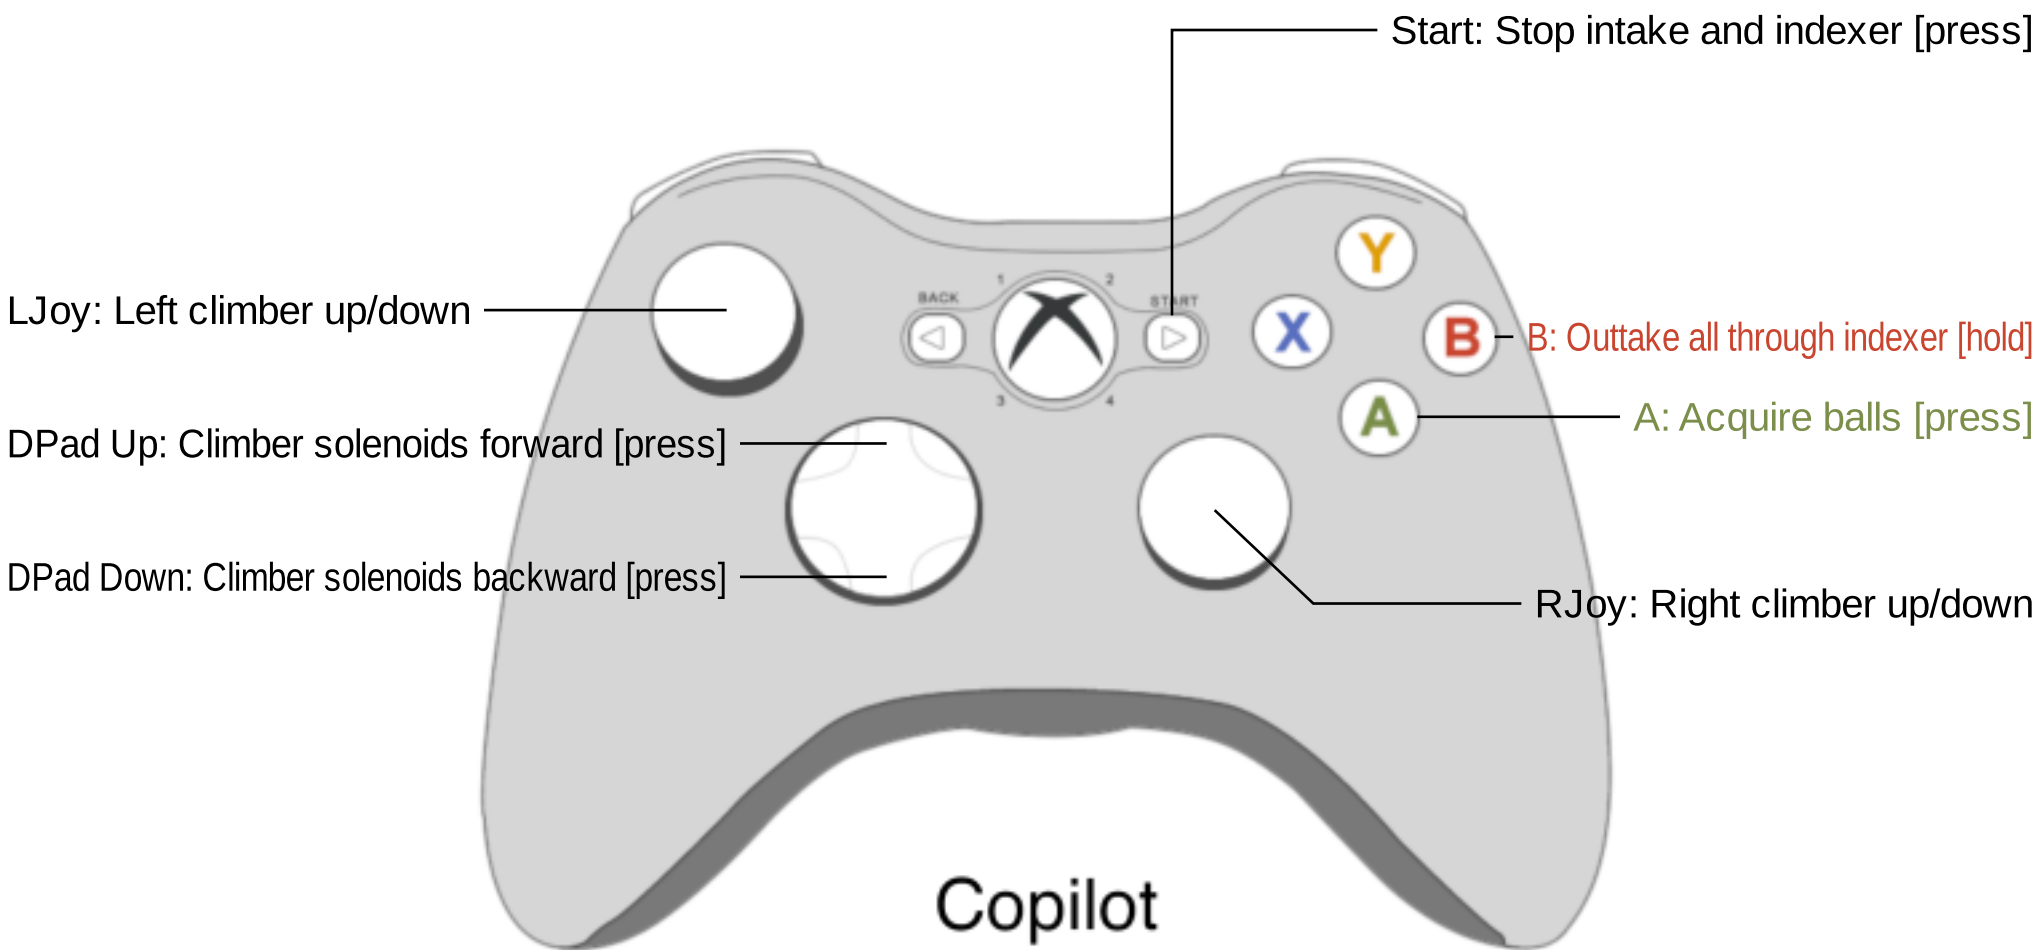 Start: Stop intake and indexer [press]
LJoy: Left climber up/down
BACK
1
2
START
Y
X
B
B: Outtake all through indexer [hold]
3
4
A
A: Acquire balls [press]
DPad Up: Climber solenoids forward [press]
DPad Down: Climber solenoids backward [press]
RJoy: Right climber up/down
Copilot